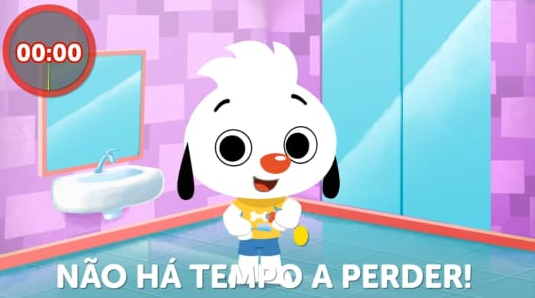 00:00
NÃO HÁ TEMPO A PERDER!